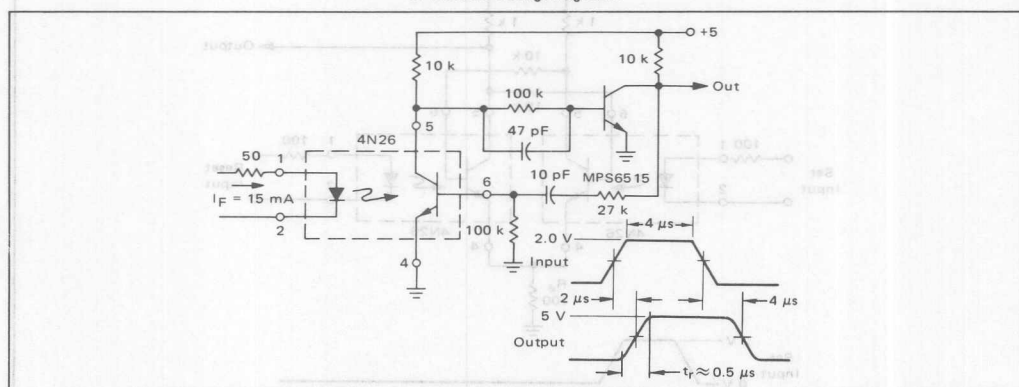 +5
10 k
10 k
Out
100 k
5
47 pF
4N26
50
1
6
10 pF
MPS6515
I_F = 15 mA
27 k
2
100 k
4 μs
2.0 V
Input
4
2 μs
4 μs
5 V
Output
t_r ≈ 0.5 μs